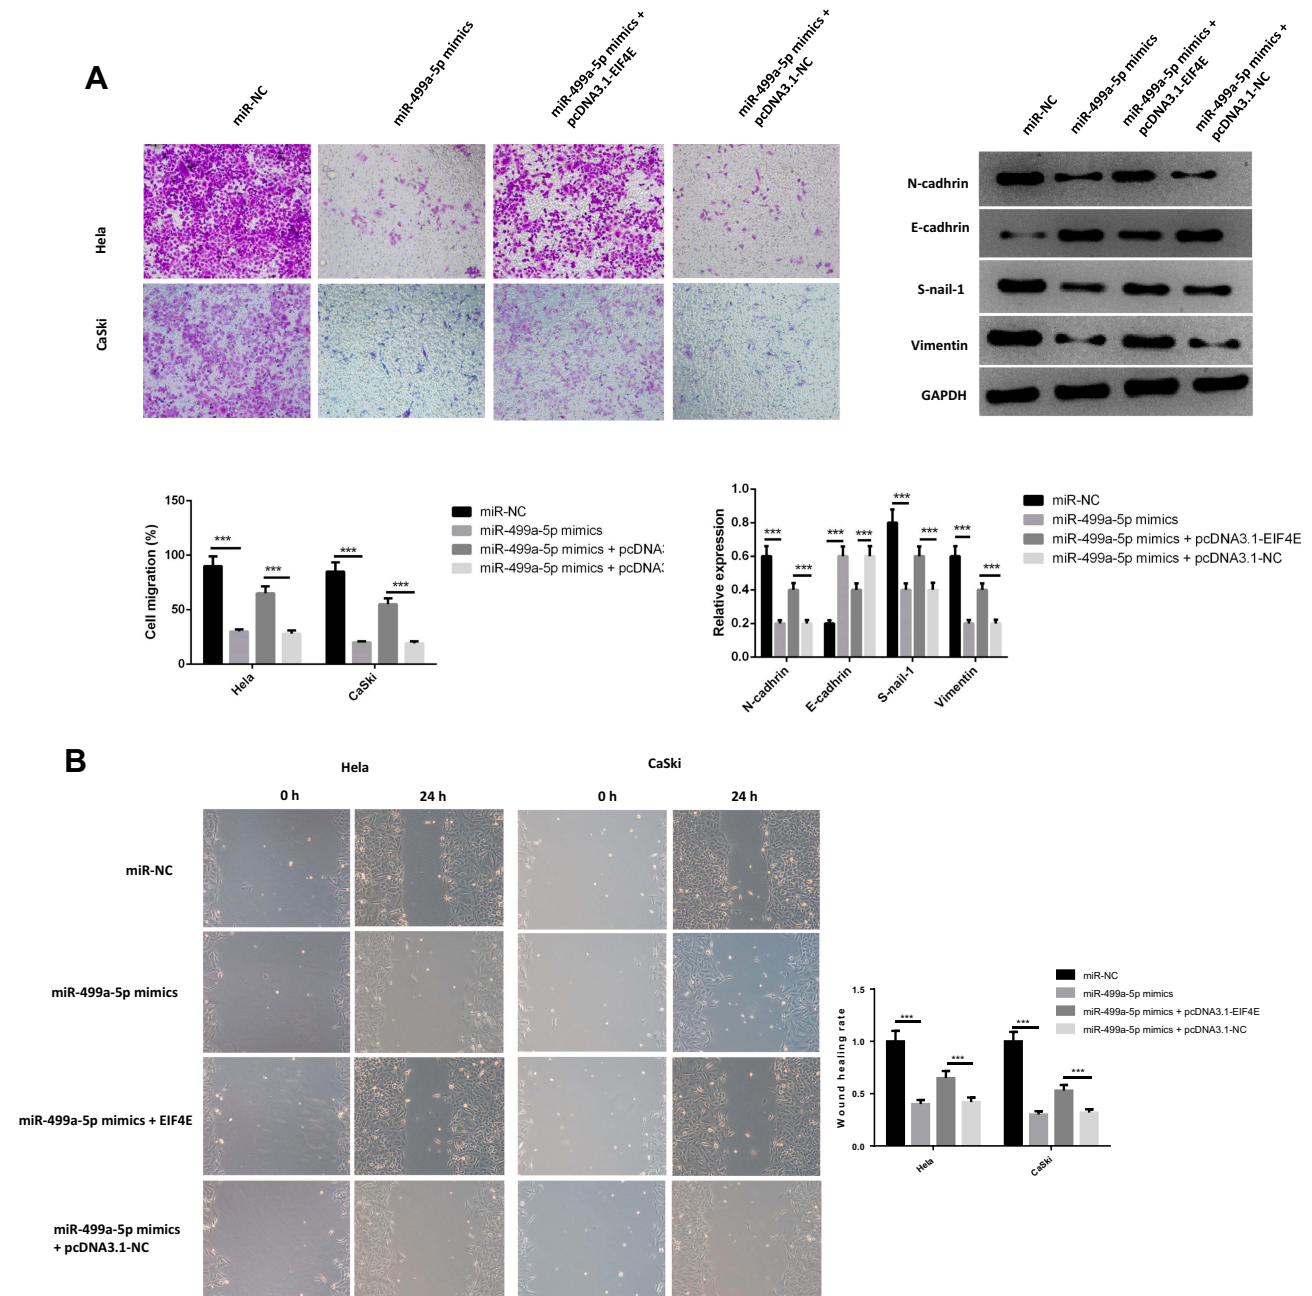 A
miR-NC
miR-499a-5p mimics
miR-499a-5p mimics +
pcDNA3.1-EIF4E
miR-499a-5p mimics +
pcDNA3.1-NC
Hela
CaSki
miR-NC
miR-499a-5p mimics
miR-499a-5p mimics +
pcDNA3.1-EIF4E
miR-499a-5p mimics +
pcDNA3.1-NC
N-cadhrin
E-cadhrin
S-nail-1
Vimentin
GAPDH
Cell migration (%)
150
100
50
0
***
***
***
***
Hela
CaSki
miR-NC
miR-499a-5p mimics
miR-499a-5p mimics + pcDNA3
miR-499a-5p mimics + pcDNA3
Relative expression
1.0
0.8
0.6
0.4
0.2
0.0
***
***
***
***
***
***
***
***
N-cadhrin
E-cadhrin
S-nail-1
Vimentin
miR-NC
miR-499a-5p mimics
miR-499a-5p mimics + pcDNA3.1-EIF4E
miR-499a-5p mimics + pcDNA3.1-NC
B
Hela
CaSki
0 h
24 h
0 h
24 h
miR-NC
miR-499a-5p mimics
miR-499a-5p mimics + EIF4E
miR-499a-5p mimics
+ pcDNA3.1-NC
Wound healing rate
1.5
1.0
0.5
0.0
***
***
***
***
Hela
CaSki
miR-NC
miR-499a-5p mimics
miR-499a-5p mimics + pcDNA3.1-EIF4E
miR-499a-5p mimics + pcDNA3.1-NC